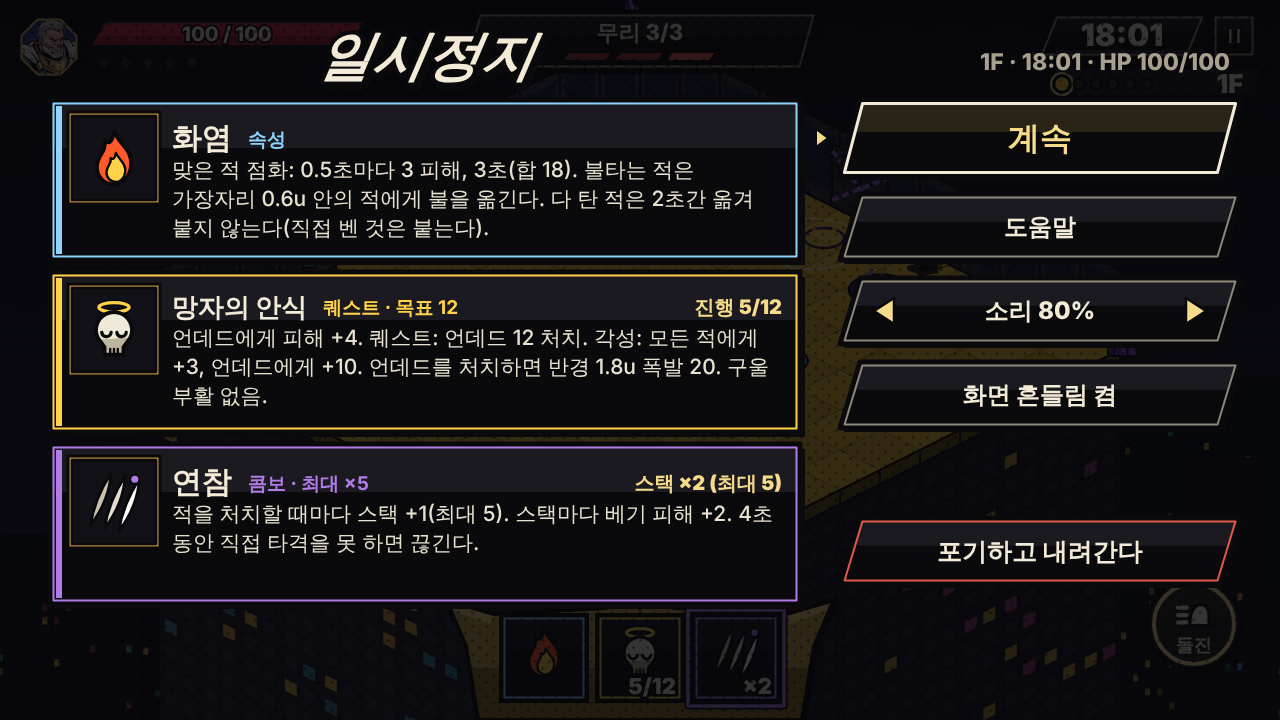 100 / 100
무리 3/3
18:01
일시정지
1F · 18:01 · HP 100/100
1F
화염 속성
맞은 적 점화: 0.5초마다 3 피해, 3초(합 18). 불타는 적은
가장자리 0.6u 안의 적에게 불을 옮긴다. 다 탄 적은 2초간 옮겨
붙지 않는다(직접 벤 것은 붙는다).
망자의 안식 퀘스트 · 목표 12 진행 5/12
언데드에게 피해 +4. 퀘스트: 언데드 12 처치. 각성: 모든 적에게
+3, 언데드에게 +10. 언데드를 처치하면 반경 1.8u 폭발 20. 구울
부활 없음.
연참 콤보 · 최대 ×5 스택 ×2 (최대 5)
적을 처치할 때마다 스택 +1(최대 5). 스택마다 베기 피해 +2. 4초
동안 직접 타격을 못 하면 끊긴다.
계속
도움말
소리 80%
화면 흔들림 켬
포기하고 내려간다
돌진
5/12
×2